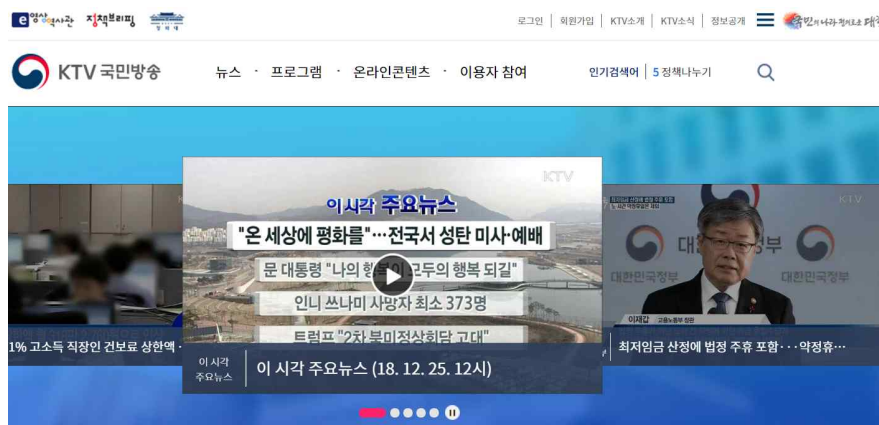 e영상역사관 정책브리핑 청와대
로그인 회원가입 KTV소개 KTV소식 정보공개
KTV 국민방송
뉴스 · 프로그램 · 온라인콘텐츠 · 이용자 참여
인기검색어 5 정책나누기
KTV
이 시각 주요뉴스
"온 세상에 평화를"…전국서 성탄 미사·예배
문 대통령 "나의 행복이 모두의 행복 되길"
인니 쓰나미 사망자 최소 373명
트럼프 "2차 북미정상회담 고대"
이 시각
주요뉴스
이 시각 주요뉴스 (18. 12. 25. 12시)
1% 고소득 직장인 건보료 상한액 ·
KTV
대한민국정부
대한민국정부
이재갑 고용노동부 장관
최저임금 산정에 법정 주휴 포함···약정휴…